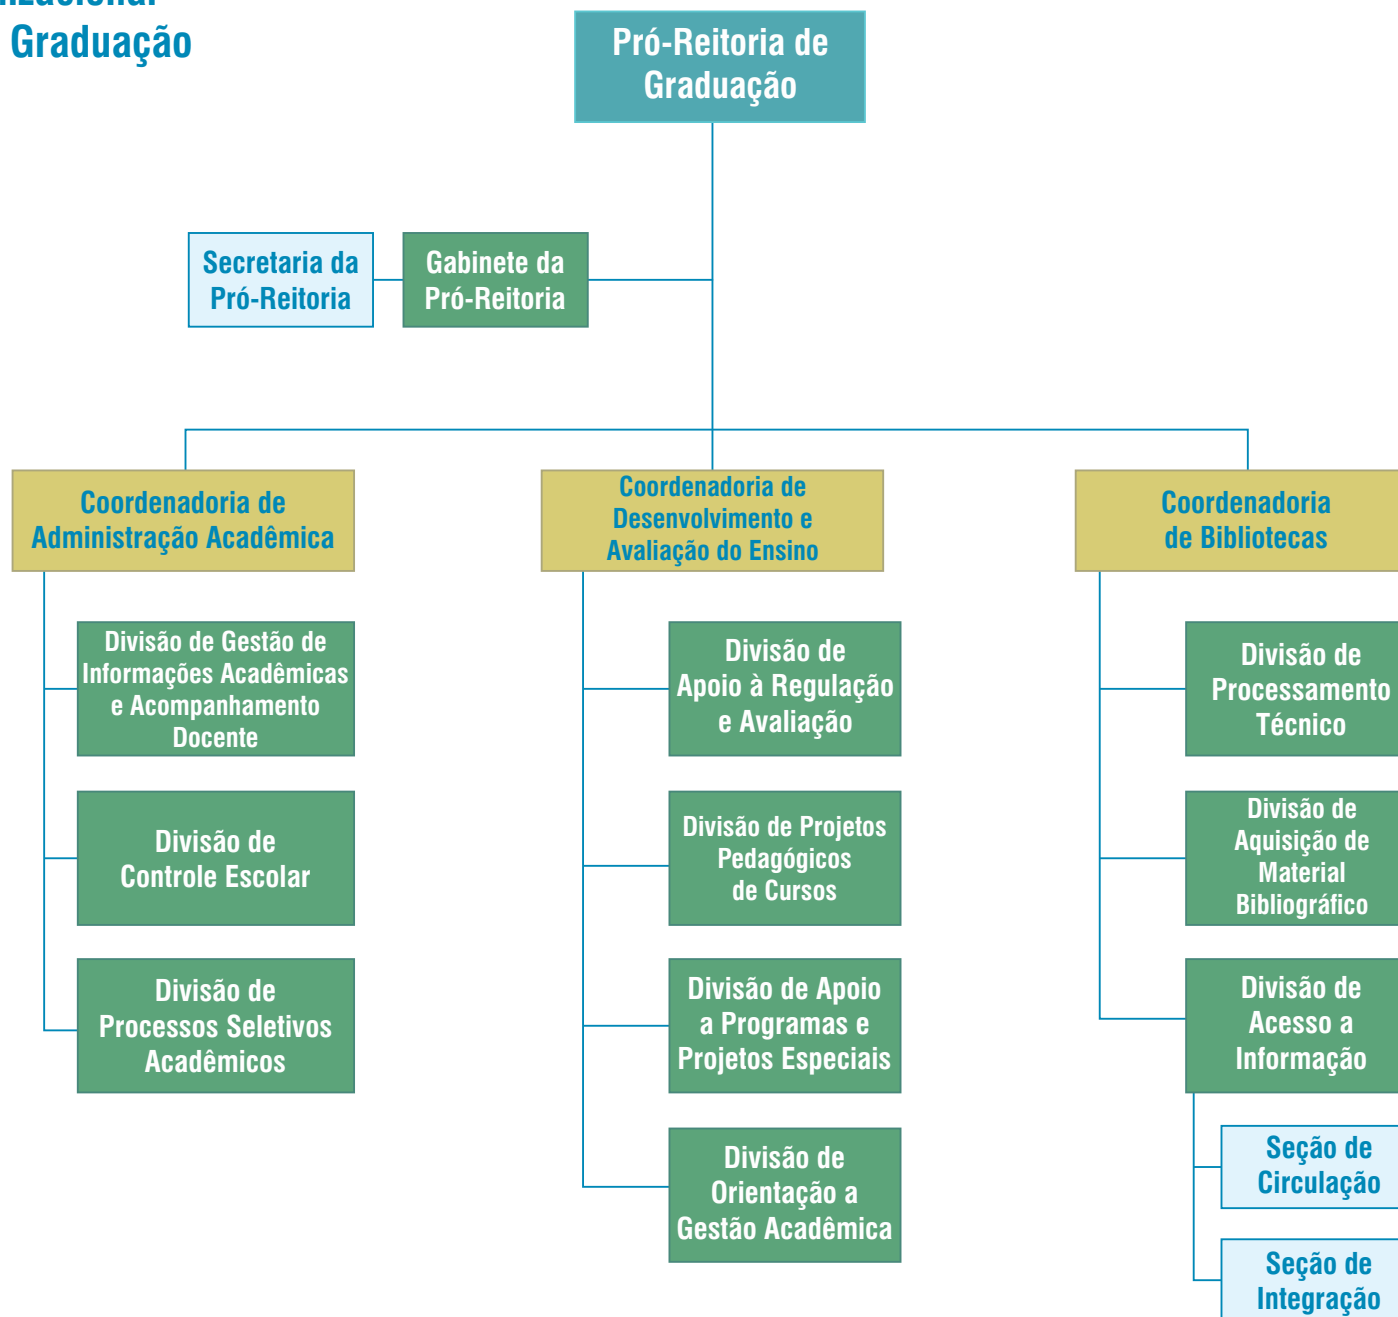 Graduação
Pró-Reitoria de
Graduação
Secretaria da
Pró-Reitoria
Gabinete da
Pró-Reitoria
Coordenadoria de
Administração Acadêmica
Divisão de Gestão de
Informações Acadêmicas
e Acompanhamento
Docente
Divisão de
Controle Escolar
Divisão de
Processos Seletivos
Acadêmicos
Coordenadoria de
Desenvolvimento e
Avaliação do Ensino
Divisão de
Apoio à Regulação
e Avaliação
Divisão de Projetos
Pedagógicos
de Cursos
Divisão de Apoio
a Programas e
Projetos Especiais
Divisão de
Orientação a
Gestão Acadêmica
Coordenadoria
de Bibliotecas
Divisão de
Processamento
Técnico
Divisão de
Aquisição de
Material
Bibliográfico
Divisão de
Acesso a
Informação
Seção de
Circulação
Seção de
Integração